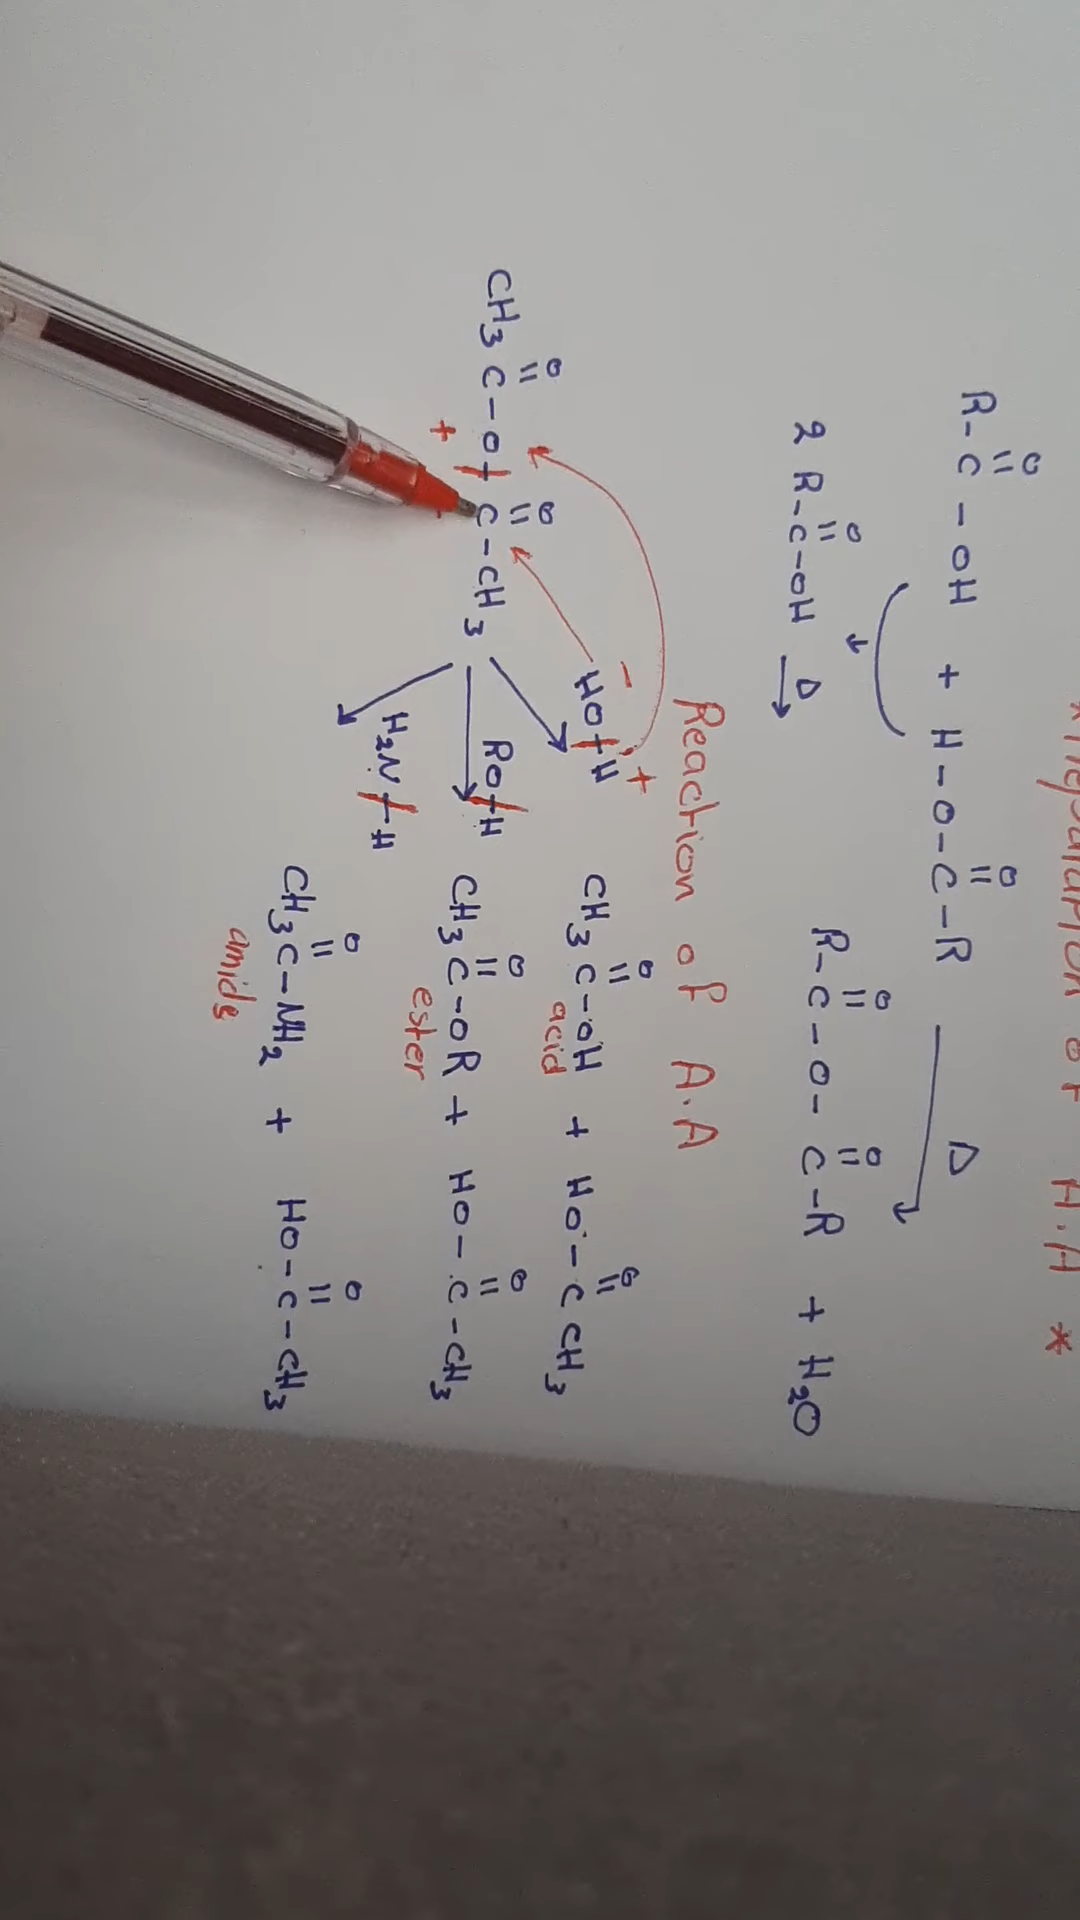 * Preparation of A.A *
O O
R-C-OH + H-O-C-R Δ
O O O
2 R-C-OH Δ R-C-O-C-R + H2O
Reaction of A.A
- +
HO H CH3C-OH + HO-CCH3
O O
acid
O O
CH3C-O C-CH3
+ -
RO H CH3C-OR + HO-C-CH3
O O
ester
H2N-H CH3C-NH2 + HO-C-CH3
O O
amide